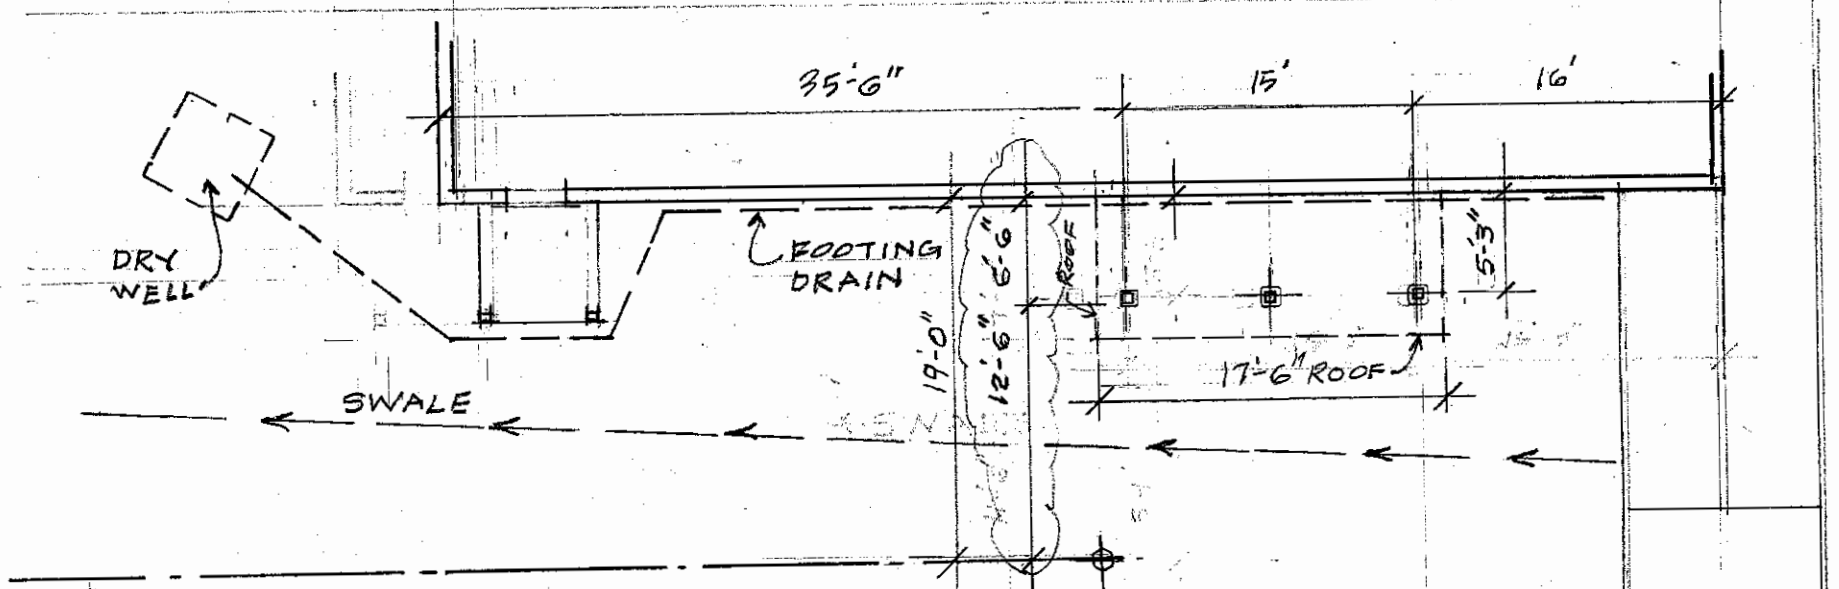 35'-6"
15'
16'
DRY
WELL
FOOTING
DRAIN
6'-6"
ROOF
5'-3"
19'-0"
12'-6"
17'-6" ROOF
SWALE